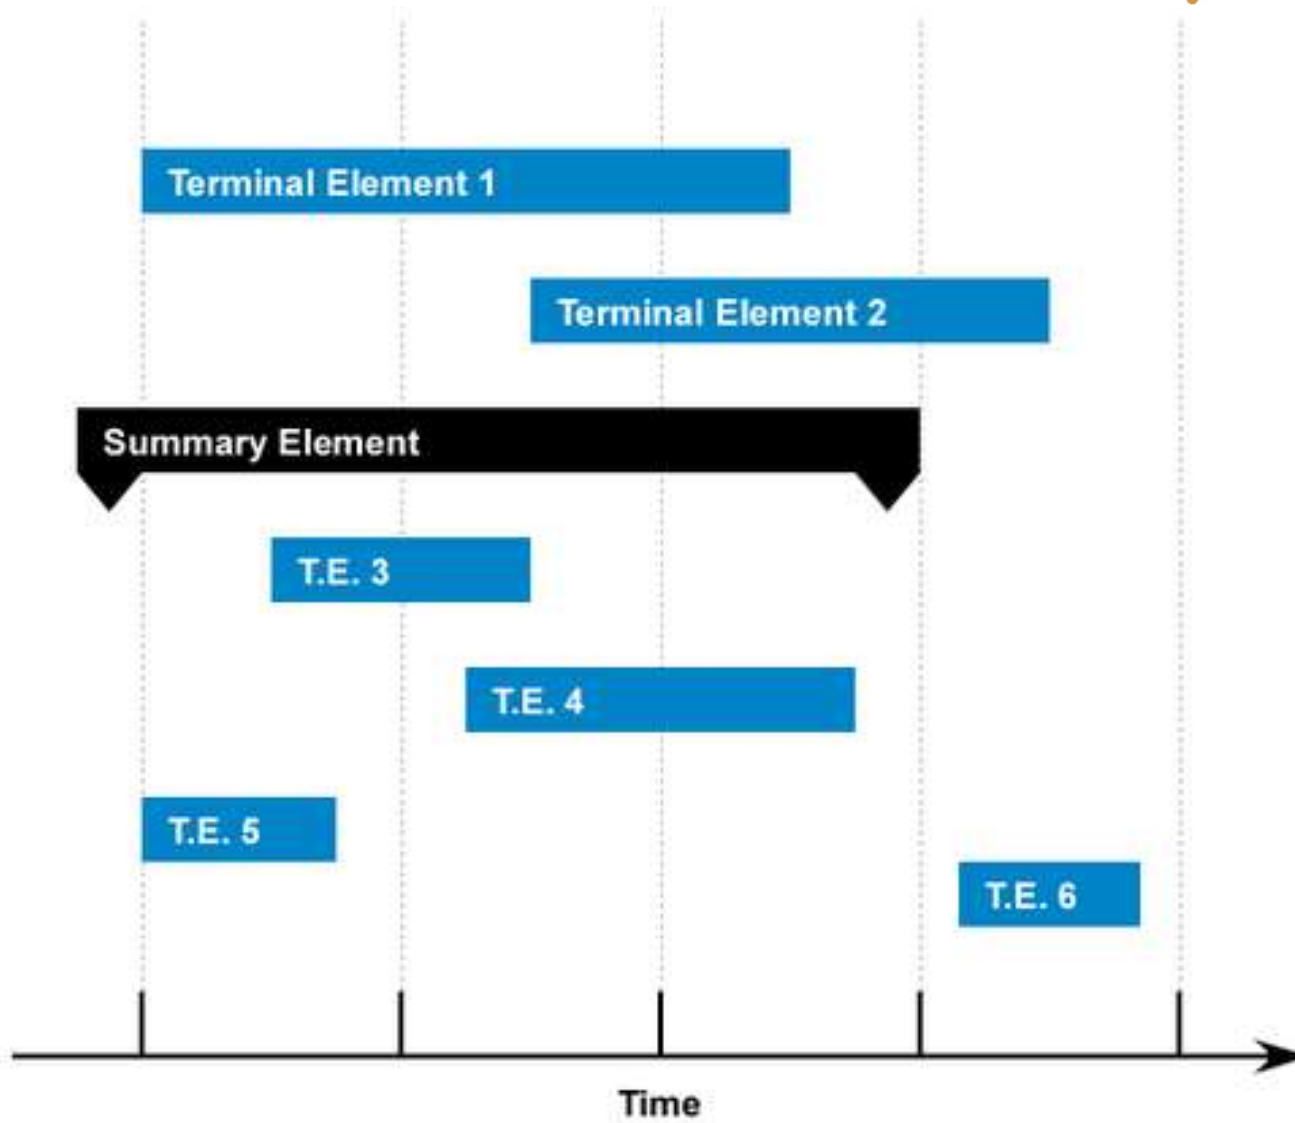 Terminal Element 1
Terminal Element 2
Summary Element
T.E. 3
T.E. 4
T.E. 5
T.E. 6
Time